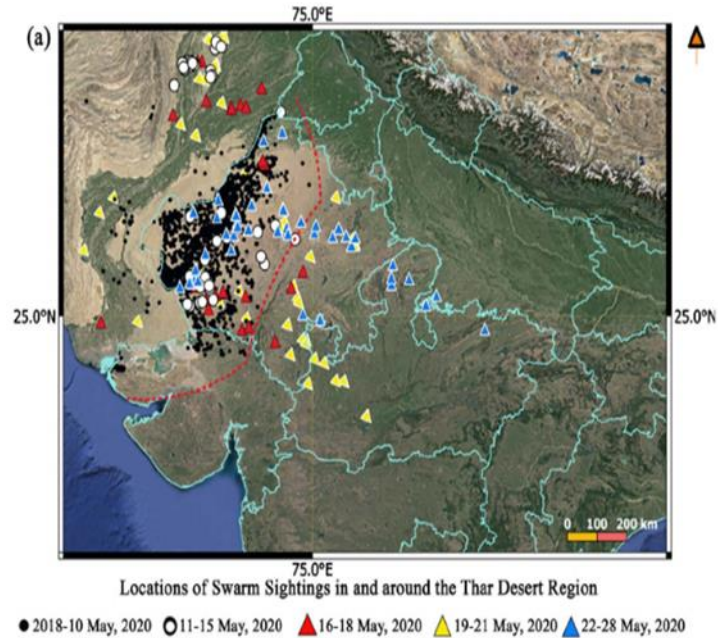 75.0°E
(a)
25.0°N
25.0°N
0 100 200 km
75.0°E
Locations of Swarm Sightings in and around the Thar Desert Region
2018-10 May, 2020 11-15 May, 2020 16-18 May, 2020 19-21 May, 2020 22-28 May, 2020